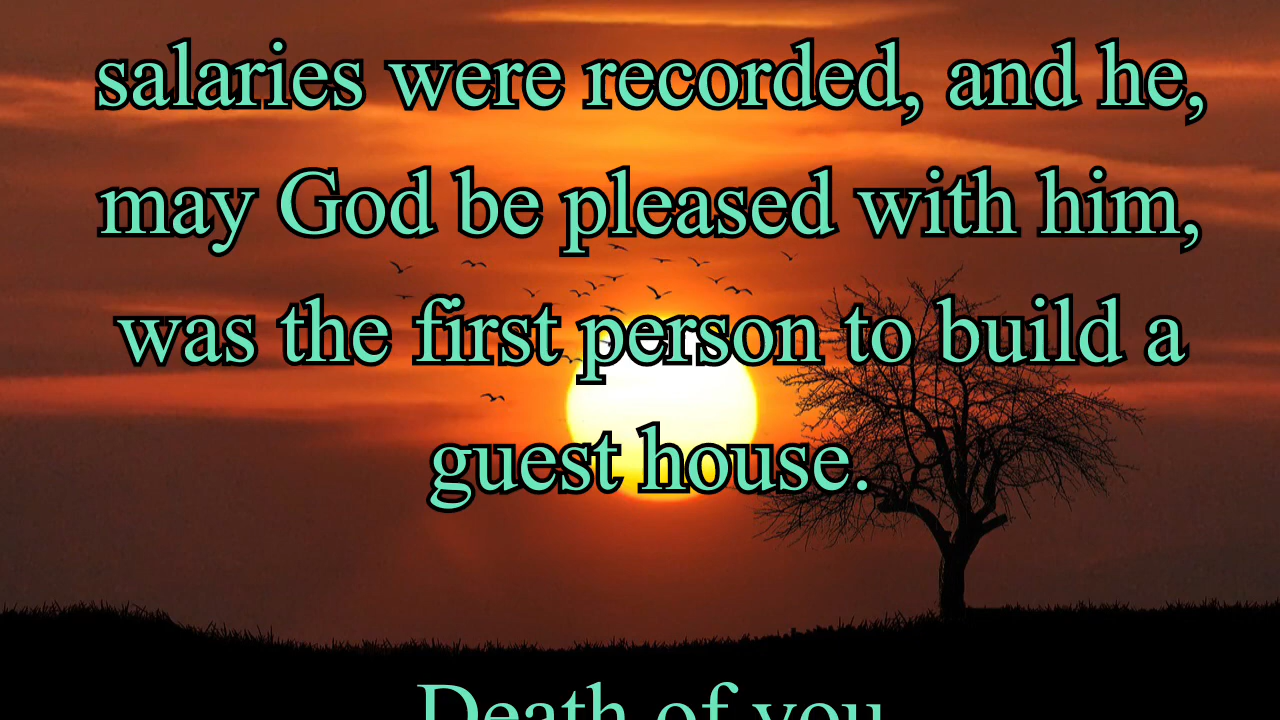 salaries were recorded, and he,
may God be pleased with him,
was the first person to build a
guest house.
Death of you